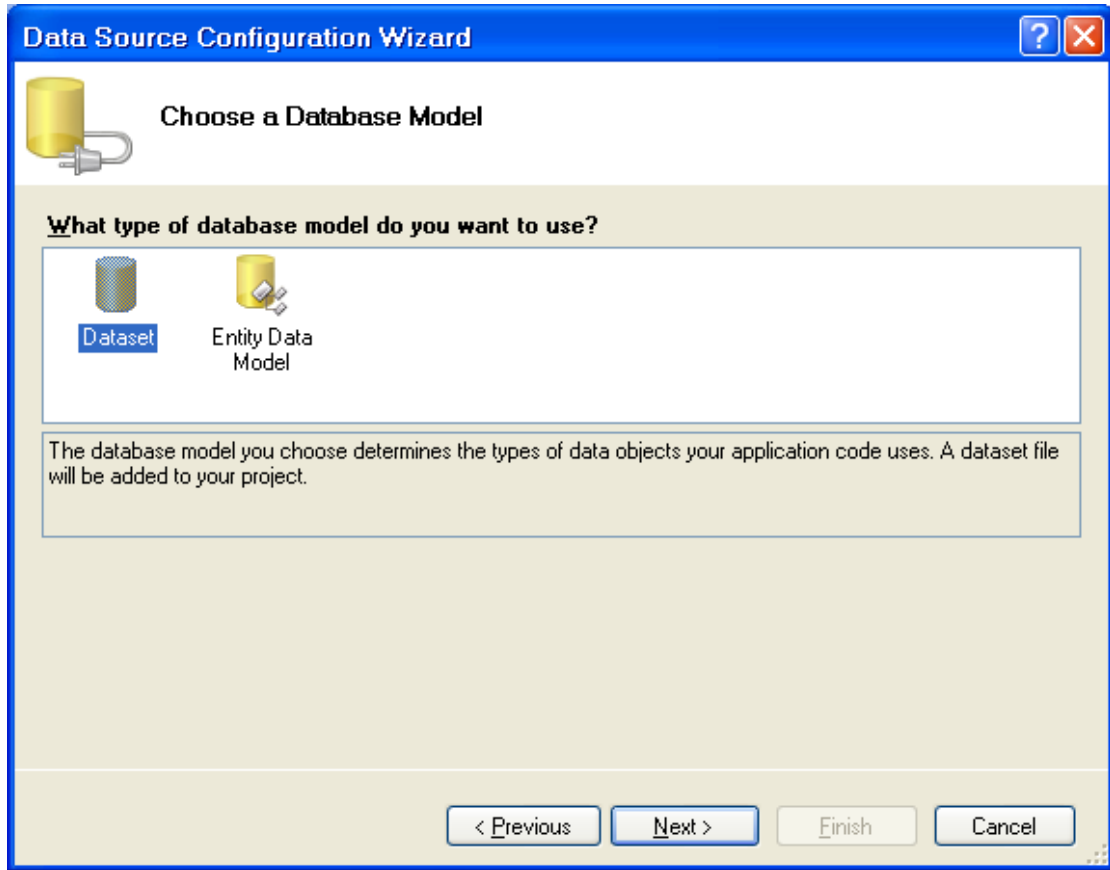 Data Source Configuration Wizard
?
Choose a Database Model
What type of database model do you want to use?
Dataset
Entity Data
Model
The database model you choose determines the types of data objects your application code uses. A dataset file
will be added to your project.
< Previous
Next >
Finish
Cancel